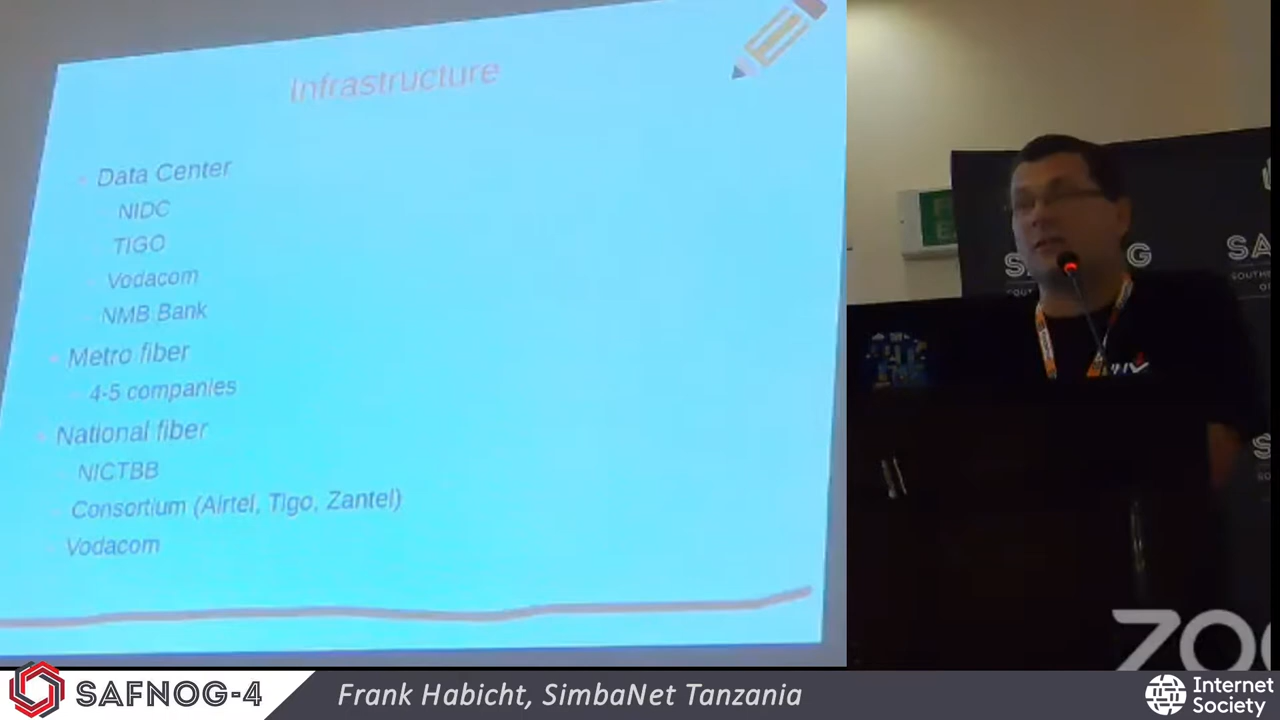 Infrastructure
Data Center
NIDC
TIGO
Vodacom
NMB Bank
Metro fiber
4-5 companies
National fiber
NICTBB
Consortium (Airtel, Tigo, Zantel)
Vodacom
SAFNOG-4
Frank Habicht, SimbaNet Tanzania
Internet
Society